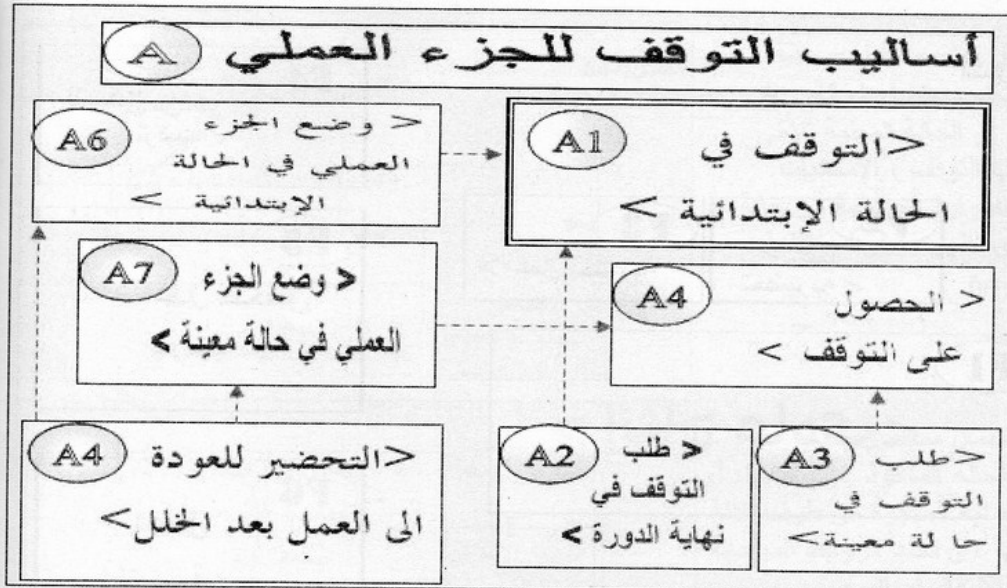 أساليب التوقف للجزء العملي A
A1 >التوقف في
الحالة الإبتدائية <
A6 > وضع الجزء
العملي في الحالة
الإبتدائية <
A7 > وضع الجزء
العملي في حالة معينة <
A4 > الحصول
على التوقف <
A4 >التحضير للعودة
الى العمل بعد الخلل<
A2 > طلب
التوقف في
نهاية الدورة <
A3 >طلب
التوقف في
حالة معينة<